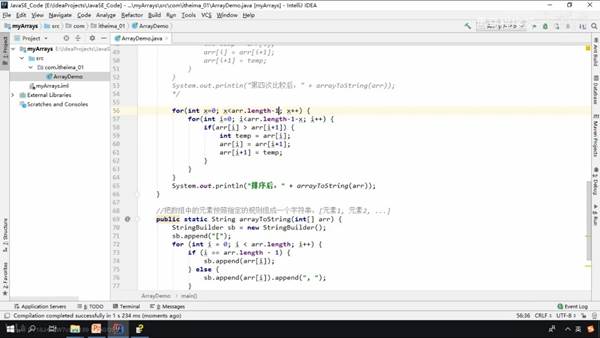 JavaSE_Code [E:\IdeaProjects\JavaSE_Code] - ...\myArrays\src\com\itheima_01\ArrayDemo.java [myArrays] - IntelliJ IDEA
File Edit View Navigate Code Analyze Refactor Build Run Tools VCS Window Help
myArrays src com itheima_01 ArrayDemo
ArrayDemo
Project
ArrayDemo.java
myArrays E:\IdeaProjects\JavaSE
src
com.itheima_01
ArrayDemo
myArrays.iml
External Libraries
Scratches and Consoles
49 arr[i] = arr[i+1];
50 arr[i+1] = temp;
51 }
52 }
53 System.out.println("第四次比较后：" + arrayToString(arr));
54 */
55
56 for(int x=0; x<arr.length-1; x++) {
57 for(int i=0; i<arr.length-1-x; i++) {
58 if(arr[i] > arr[i+1]) {
59 int temp = arr[i];
60 arr[i] = arr[i+1];
61 arr[i+1] = temp;
62 }
63 }
64 }
65 System.out.println("排序后：" + arrayToString(arr));
66 }
67
68 //把数组中的元素按照指定的规则组成一个字符串：[元素1, 元素2, ...]
69 public static String arrayToString(int[] arr) {
70 StringBuilder sb = new StringBuilder();
71 sb.append("[");
72 for (int i = 0; i < arr.length; i++) {
73 if (i == arr.length - 1) {
74 sb.append(arr[i]);
75 } else {
76 sb.append(arr[i]).append(", ");
77 }
ArrayDemo main()
1: Project
7: Structure
2: Favorites
Ant Build
Database
Maven Projects
Application Servers 6: TODO Terminal Messages Event Log
Compilation completed successfully in 1 s 234 ms (moments ago) 56:36 CRLF UTF-8